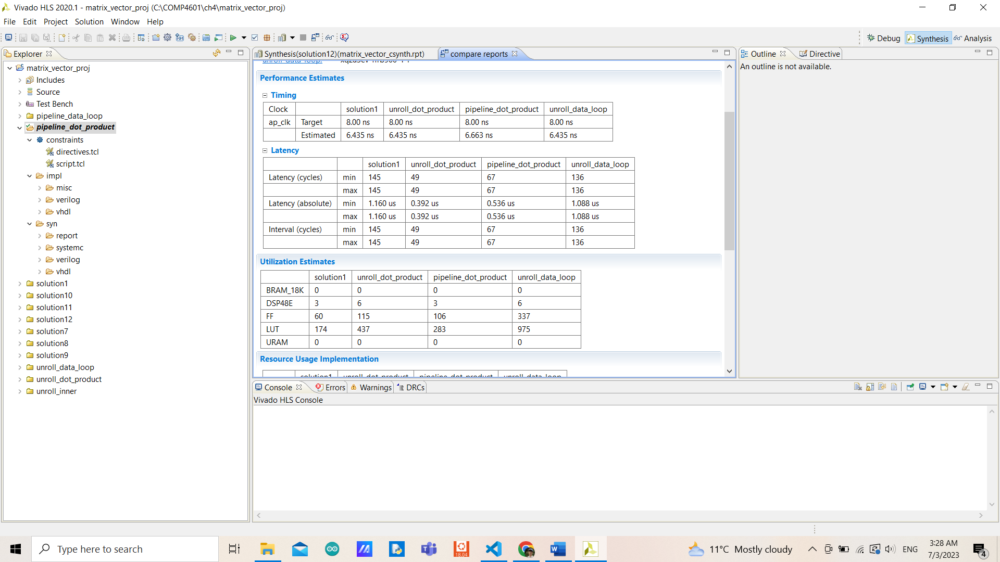 Vivado HLS 2020.1 - matrix_vector_proj (C:\COMP4601\ch4\matrix_vector_proj)
File Edit Project Solution Window Help
Debug Synthesis Analysis
Explorer
matrix_vector_proj
Includes
Source
Test Bench
pipeline_data_loop
pipeline_dot_product
constraints
directives.tcl
script.tcl
impl
misc
verilog
vhdl
syn
report
systemc
verilog
vhdl
solution1
solution10
solution11
solution12
solution7
solution8
solution9
unroll_data_loop
unroll_dot_product
unroll_inner
Synthesis(solution12)(matrix_vector_csynth.rpt) compare reports
Performance Estimates
Timing
Clock solution1 unroll_dot_product pipeline_dot_product unroll_data_loop
ap_clk Target 8.00 ns 8.00 ns 8.00 ns 8.00 ns
Estimated 6.435 ns 6.435 ns 6.663 ns 6.435 ns
Latency
solution1 unroll_dot_product pipeline_dot_product unroll_data_loop
Latency (cycles) min 145 49 67 136
max 145 49 67 136
Latency (absolute) min 1.160 us 0.392 us 0.536 us 1.088 us
max 1.160 us 0.392 us 0.536 us 1.088 us
Interval (cycles) min 145 49 67 136
max 145 49 67 136
Utilization Estimates
solution1 unroll_dot_product pipeline_dot_product unroll_data_loop
BRAM_18K 0 0 0 0
DSP48E 3 6 3 6
FF 60 115 106 337
LUT 174 437 283 975
URAM 0 0 0 0
Resource Usage Implementation
solution1 unroll_dot_product pipeline_dot_product unroll_data_loop
Outline Directive
An outline is not available.
Console Errors Warnings DRCs
Vivado HLS Console
Type here to search
18.04
11°C Mostly cloudy
ENG
3:28 AM
7/3/2023
4